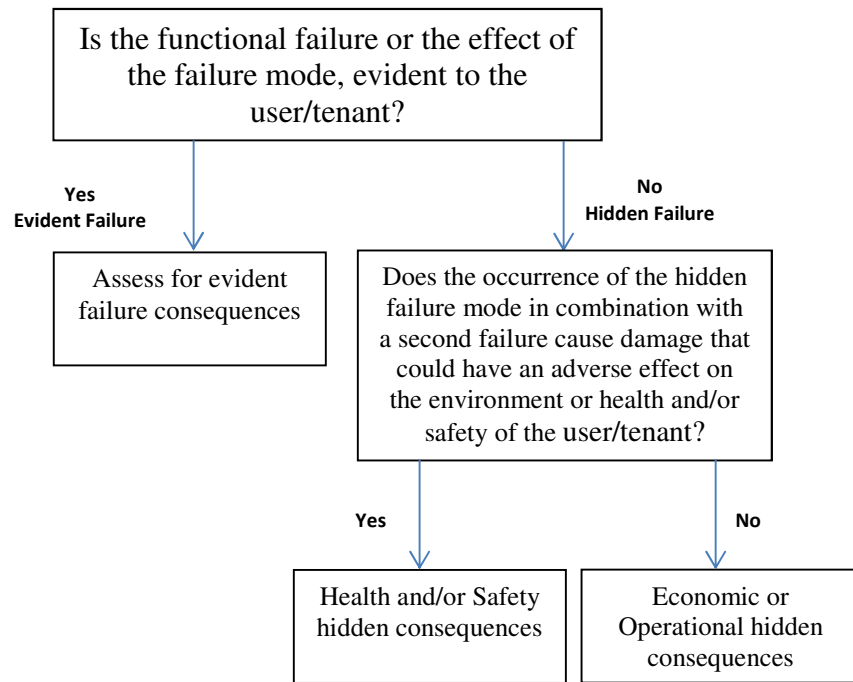 Is the functional failure or the effect of
the failure mode, evident to the
user/tenant?
Yes
Evident Failure
No
Hidden Failure
Assess for evident
failure consequences
Does the occurrence of the hidden
failure mode in combination with
a second failure cause damage that
could have an adverse effect on
the environment or health and/or
safety of the user/tenant?
Yes
No
Health and/or Safety
hidden consequences
Economic or
Operational hidden
consequences